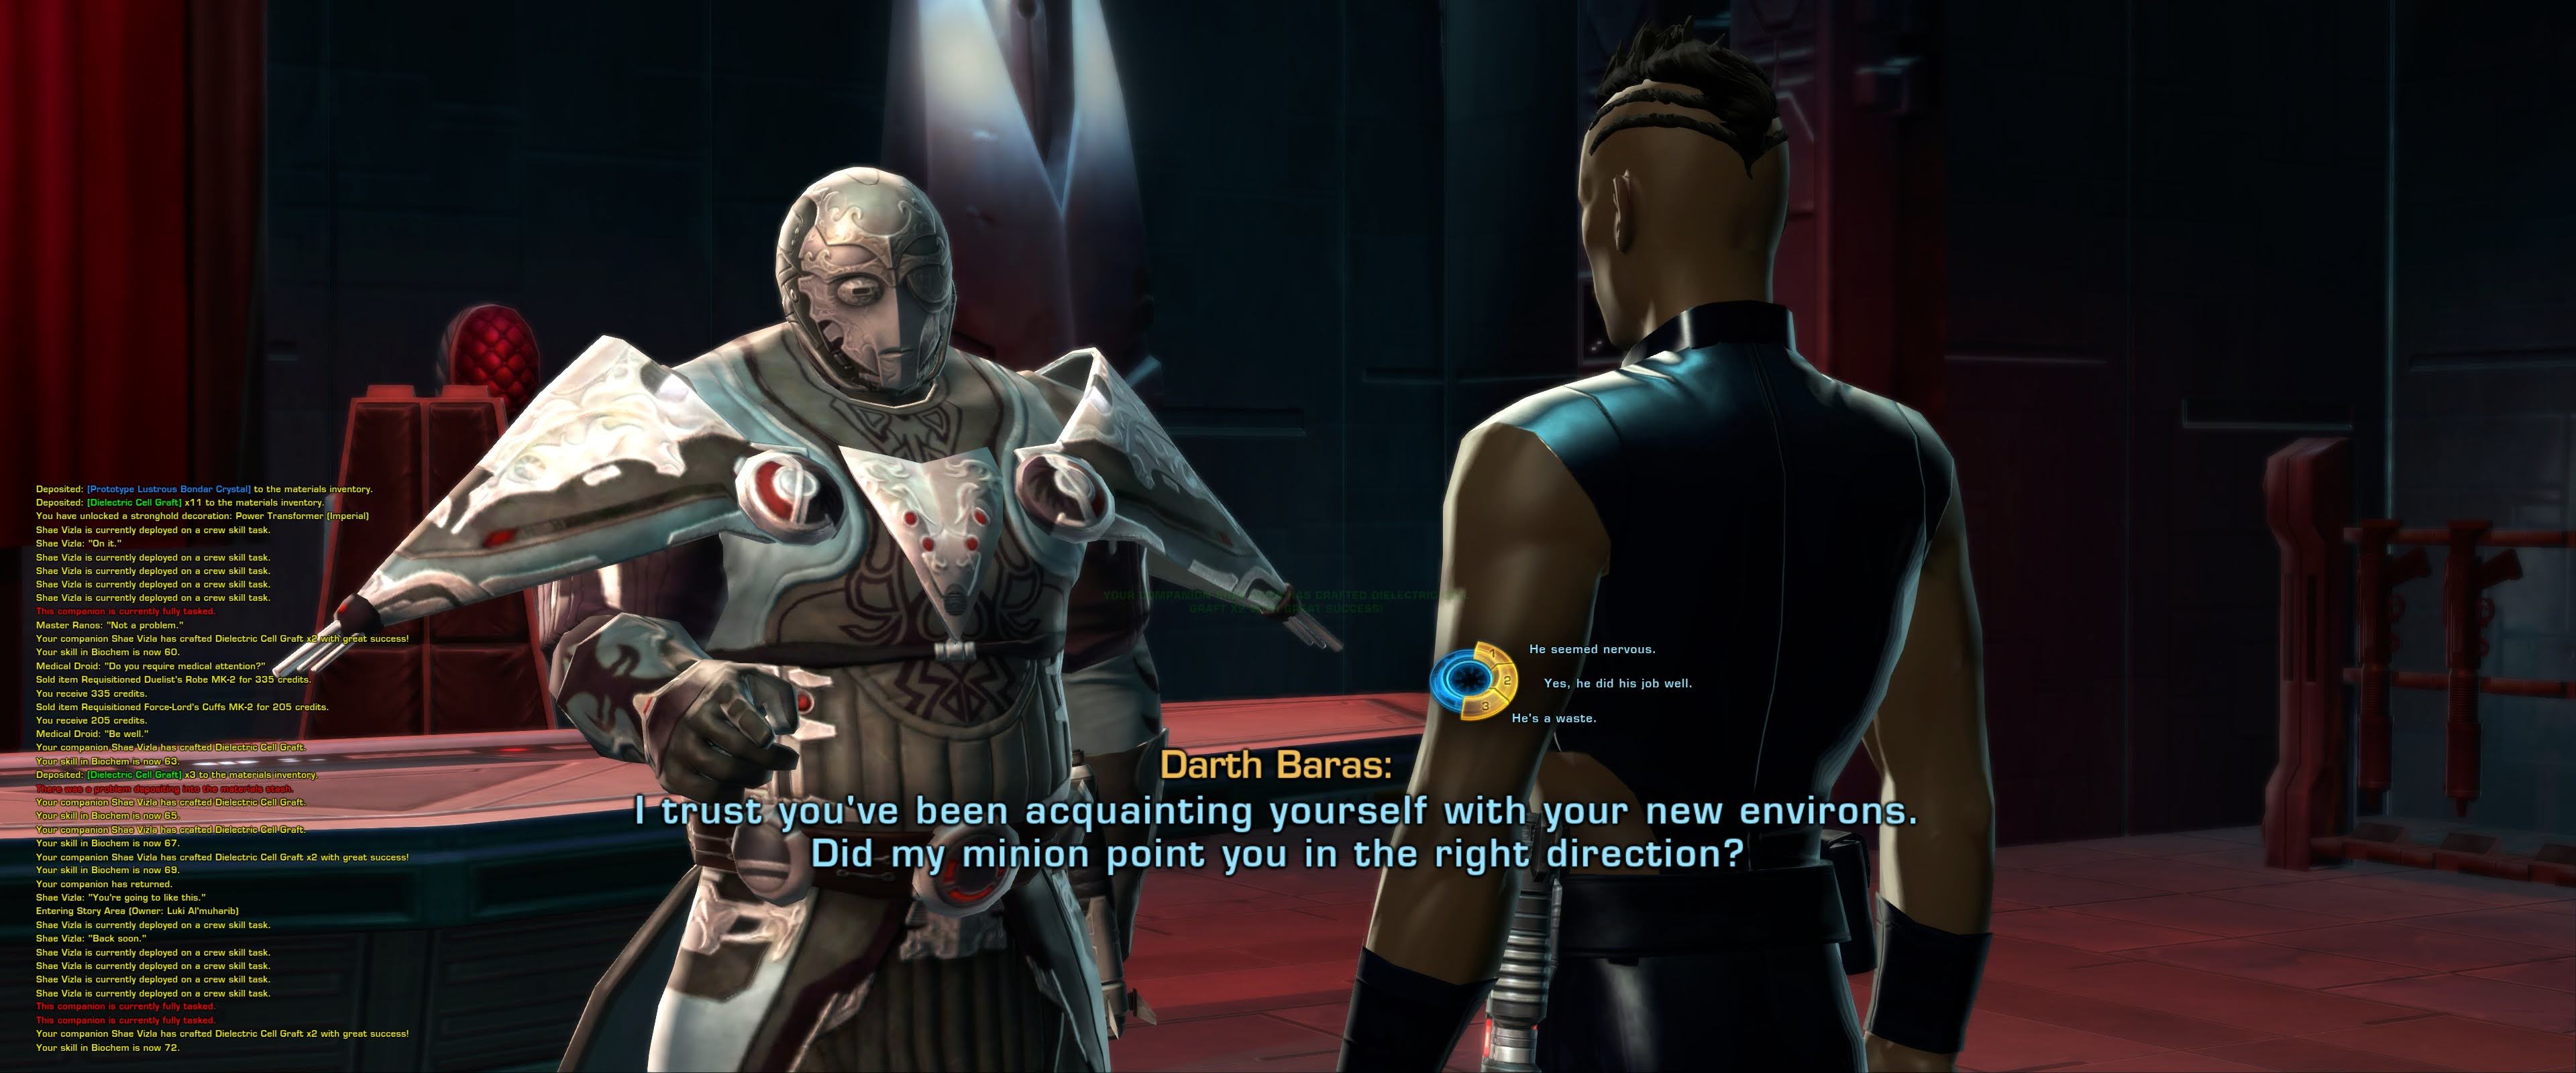 Deposited: [Prototype Lustrous Bondar Crystal] to the materials inventory.
Deposited: [Dielectric Cell Graft] x11 to the materials inventory.
You have unlocked a stronghold decoration: Power Transformer (Imperial)
Shae Vizla is currently deployed on a crew skill task.
Shae Vizla: "On it."
Shae Vizla is currently deployed on a crew skill task.
Shae Vizla is currently deployed on a crew skill task.
Shae Vizla is currently deployed on a crew skill task.
Shae Vizla is currently deployed on a crew skill task.
This companion is currently fully tasked.
Master Ranos: "Not a problem."
Your companion Shae Vizla has crafted Dielectric Cell Graft x2 with great success!
Your skill in Biochem is now 60.
Medical Droid: "Do you require medical attention?"
Sold item Requisitioned Duelist's Robe MK-2 for 335 credits.
You receive 335 credits.
Sold item Requisitioned Force-Lord's Cuffs MK-2 for 205 credits.
You receive 205 credits.
Medical Droid: "Be well."
Your companion Shae Vizla has crafted Dielectric Cell Graft.
Your skill in Biochem is now 63.
Deposited: [Dielectric Cell Graft] x3 to the materials inventory.
There was a problem depositing into the materials stash.
Your companion Shae Vizla has crafted Dielectric Cell Graft.
Your skill in Biochem is now 65.
Your companion Shae Vizla has crafted Dielectric Cell Graft.
Your skill in Biochem is now 67.
Your companion Shae Vizla has crafted Dielectric Cell Graft x2 with great success!
Your skill in Biochem is now 69.
Your companion has returned.
Shae Vizla: "You're going to like this."
Entering Story Area (Owner: Luki Al'muharib)
Shae Vizla is currently deployed on a crew skill task.
Shae Vizla: "Back soon."
Shae Vizla is currently deployed on a crew skill task.
Shae Vizla is currently deployed on a crew skill task.
Shae Vizla is currently deployed on a crew skill task.
Shae Vizla is currently deployed on a crew skill task.
This companion is currently fully tasked.
This companion is currently fully tasked.
Your companion Shae Vizla has crafted Dielectric Cell Graft x2 with great success!
Your skill in Biochem is now 72.
YOUR COMPANION HAS CRAFTED DIELECTRIC
GRAFT X2 GREAT SUCCESS!
1 He seemed nervous.
2 Yes, he did his job well.
3 He's a waste.
Darth Baras:
I trust you've been acquainting yourself with your new environs.
Did my minion point you in the right direction?